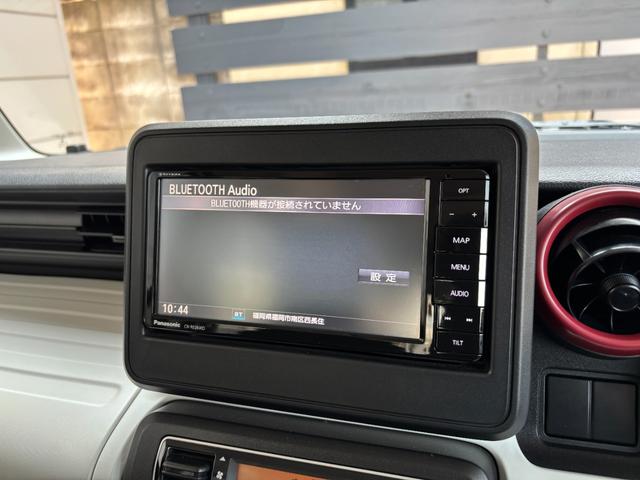 BLUETOOTH Audio
BLUETOOTH機器が接続されていません
設 定
10:44
BT
福岡県福岡市南区西長住
Panasonic
OPT
− +
MAP
MENU
AUDIO
TILT